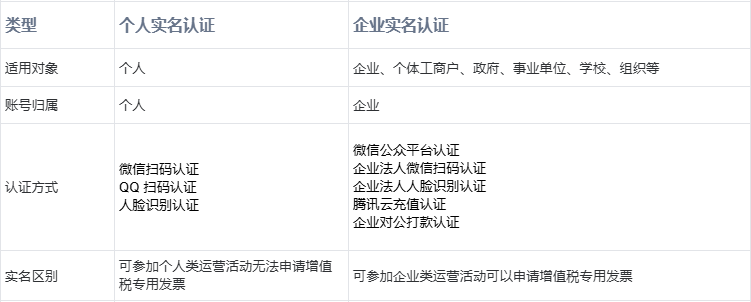 类型 个人实名认证 企业实名认证
适用对象 个人 企业、个体工商户、政府、事业单位、学校、组织等
账号归属 个人 企业
认证方式
微信扫码认证
QQ 扫码认证
人脸识别认证
微信公众平台认证
企业法人微信扫码认证
企业法人人脸识别认证
腾讯云充值认证
企业对公打款认证
实名区别
可参加个人类运营活动无法申请增值
税专用发票
可参加企业类运营活动可以申请增值税专用发票